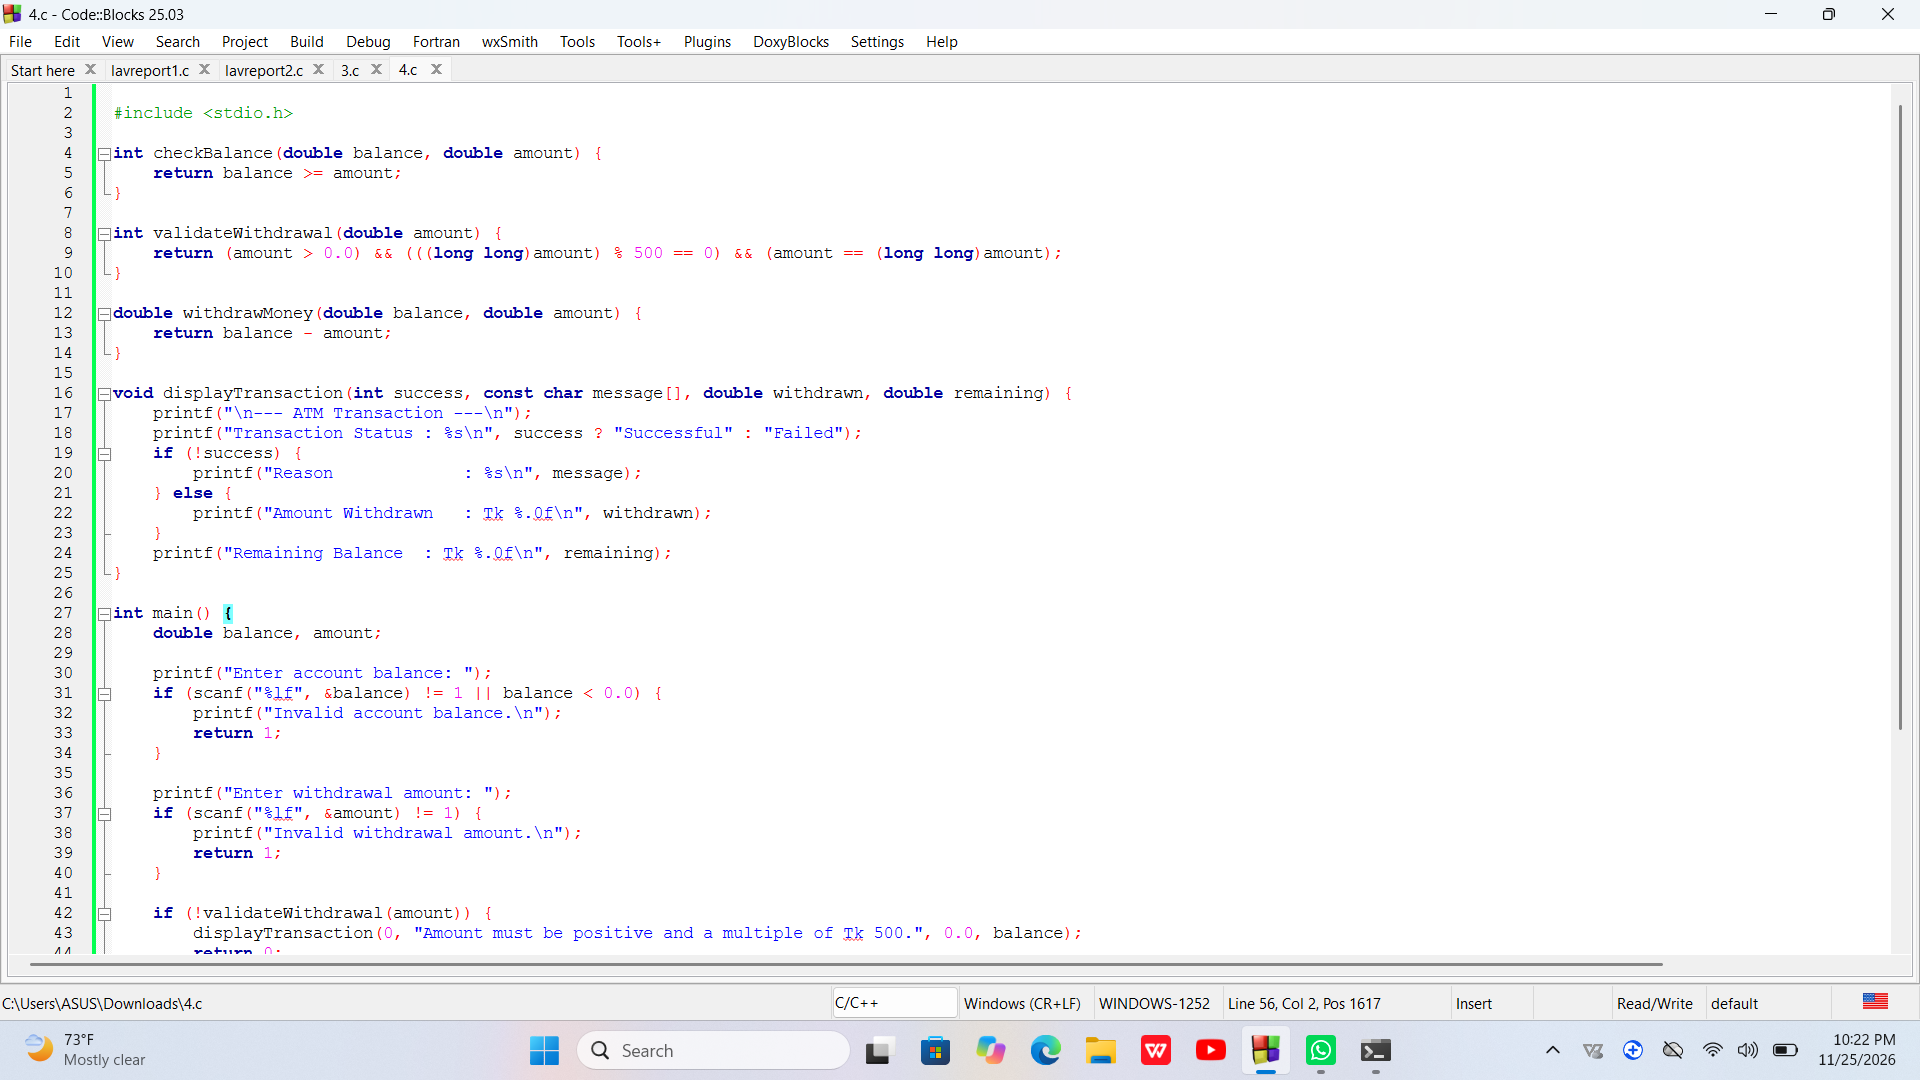 4.c - Code::Blocks 25.03
File Edit View Search Project Build Debug Fortran wxSmith Tools Tools+ Plugins DoxyBlocks Settings Help
Start here lavreport1.c lavreport2.c 3.c 4.c
1
2 #include <stdio.h>
3
4 int checkBalance(double balance, double amount) {
5     return balance >= amount;
6 }
7
8 int validateWithdrawal(double amount) {
9     return (amount > 0.0) && (((long long)amount) % 500 == 0) && (amount == (long long)amount);
10 }
11
12 double withdrawMoney(double balance, double amount) {
13     return balance - amount;
14 }
15
16 void displayTransaction(int success, const char message[], double withdrawn, double remaining) {
17     printf("\n--- ATM Transaction ---\n");
18     printf("Transaction Status : %s\n", success ? "Successful" : "Failed");
19     if (!success) {
20         printf("Reason             : %s\n", message);
21     } else {
22         printf("Amount Withdrawn   : Tk %.0f\n", withdrawn);
23     }
24     printf("Remaining Balance  : Tk %.0f\n", remaining);
25 }
26
27 int main() {
28     double balance, amount;
29
30     printf("Enter account balance: ");
31     if (scanf("%lf", &balance) != 1 || balance < 0.0) {
32         printf("Invalid account balance.\n");
33         return 1;
34     }
35
36     printf("Enter withdrawal amount: ");
37     if (scanf("%lf", &amount) != 1) {
38         printf("Invalid withdrawal amount.\n");
39         return 1;
40     }
41
42     if (!validateWithdrawal(amount)) {
43         displayTransaction(0, "Amount must be positive and a multiple of Tk 500.", 0.0, balance);
44         return 0;
C:\Users\ASUS\Downloads\4.c C/C++ Windows (CR+LF) WINDOWS-1252 Line 56, Col 2, Pos 1617 Insert Read/Write default
73°F
Mostly clear
Search
10:22 PM
11/25/2026